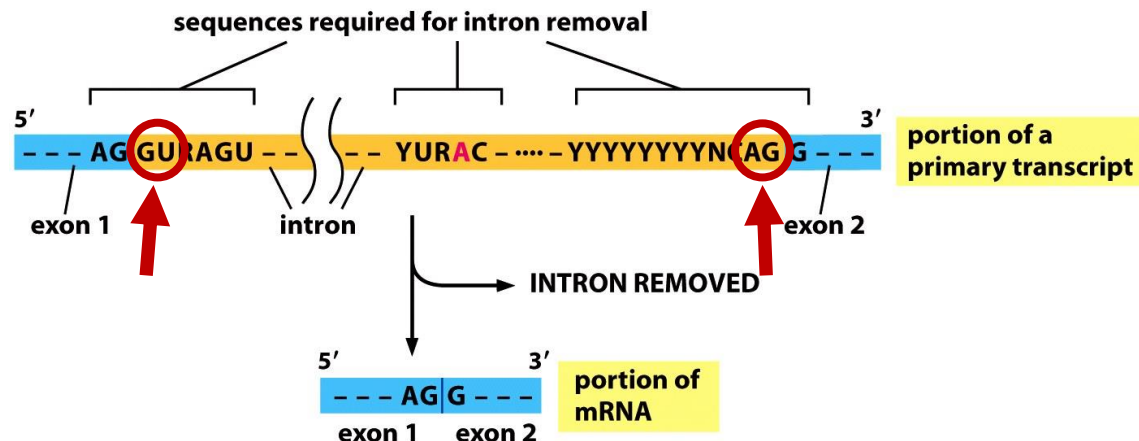 sequences required for intron removal
5′ 3′
– – – AG GURAGU – – – – YURAC – ···· – YYYYYYYYNCAG G – – – –
portion of a
primary transcript
exon 1 intron exon 2
INTRON REMOVED
5′ 3′
– – – – AG G – – – –
portion of
mRNA
exon 1 exon 2